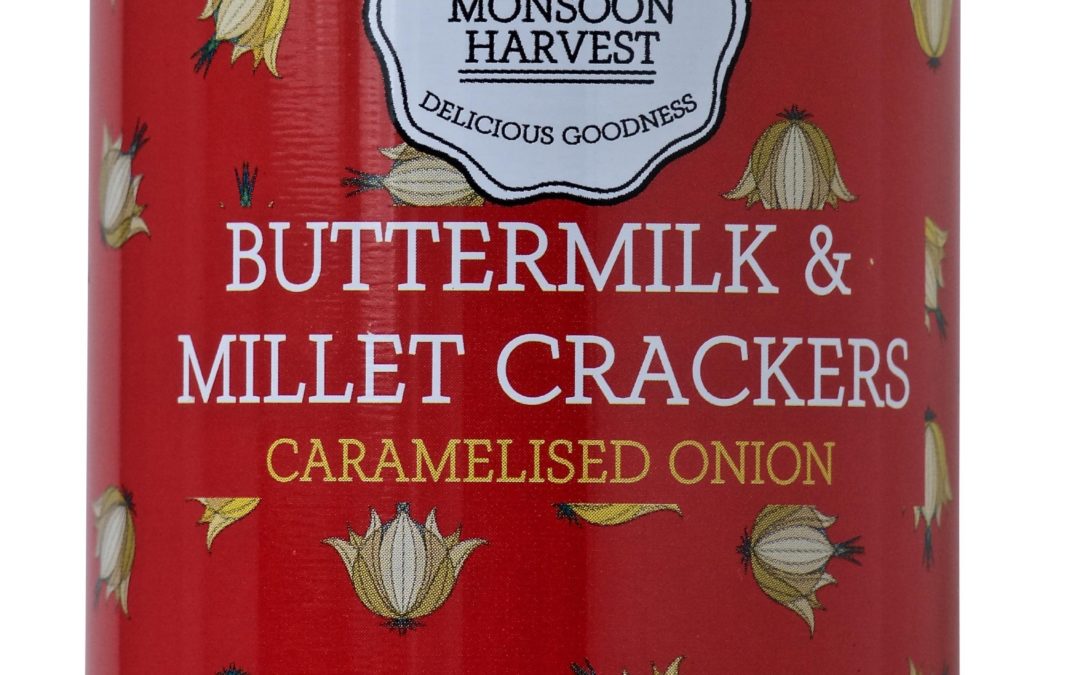 MONSOON
HARVEST
DELICIOUS GOODNESS
BUTTERMILK &
MILLET CRACKERS
CARAMELISED ONION